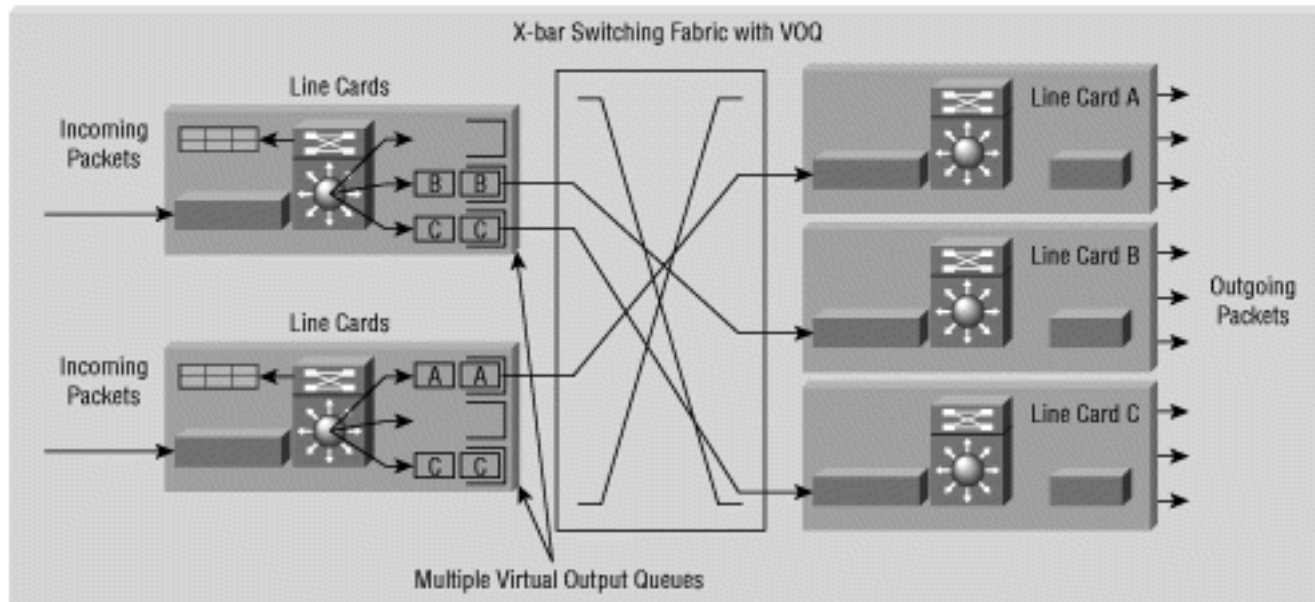 X-bar Switching Fabric with VOQ
Line Cards
Incoming
Packets
B B
C C
Line Cards
Incoming
Packets
A A
C C
Multiple Virtual Output Queues
Line Card A
Line Card B
Line Card C
Outgoing
Packets